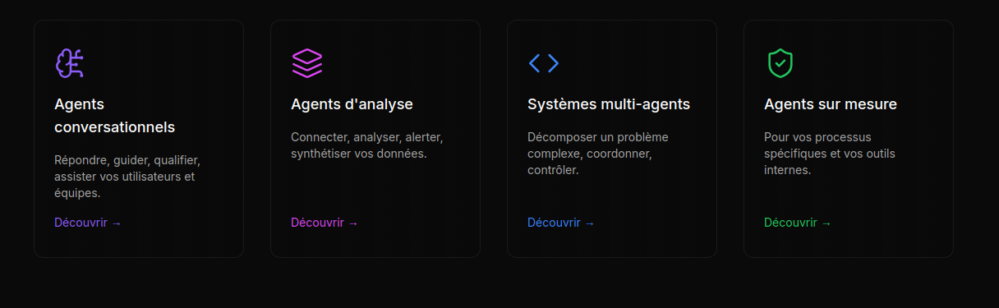 Agents
conversationnels
Répondre, guider, qualifier,
assister vos utilisateurs et
équipes.
Découvrir →
Agents d'analyse
Connecter, analyser, alerter,
synthétiser vos données.
Découvrir →
Systèmes multi-agents
Décomposer un problème
complexe, coordonner,
contrôler.
Découvrir →
Agents sur mesure
Pour vos processus
spécifiques et vos outils
internes.
Découvrir →